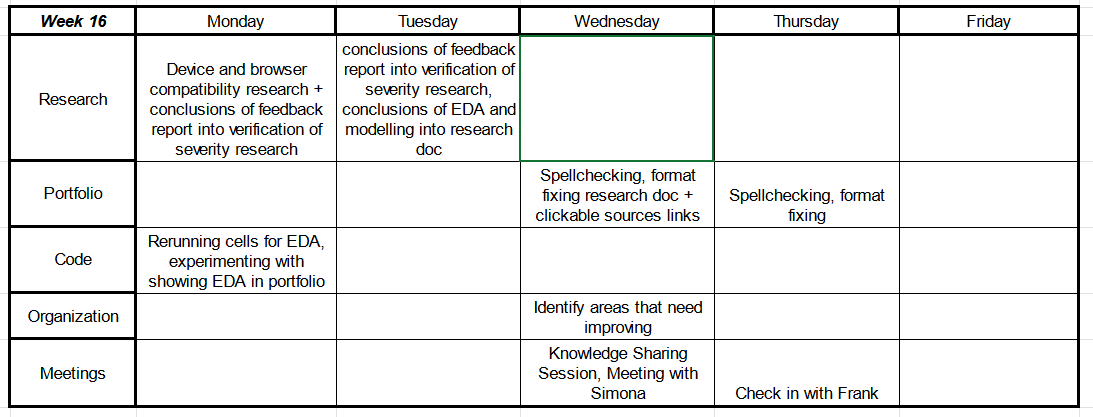 Week 16 Monday Tuesday Wednesday Thursday Friday
Research
Device and browser
compatibility research +
conclusions of feedback
report into verification of
severity research
conclusions of feedback
report into verification of
severity research,
conclusions of EDA and
modelling into research
doc
Portfolio
Spellchecking, format
fixing research doc +
clickable sources links
Spellchecking, format
fixing
Code
Rerunning cells for EDA,
experimenting with
showing EDA in portfolio
Organization
Identify areas that need
improving
Meetings
Knowledge Sharing
Session, Meeting with
Simona
Check in with Frank